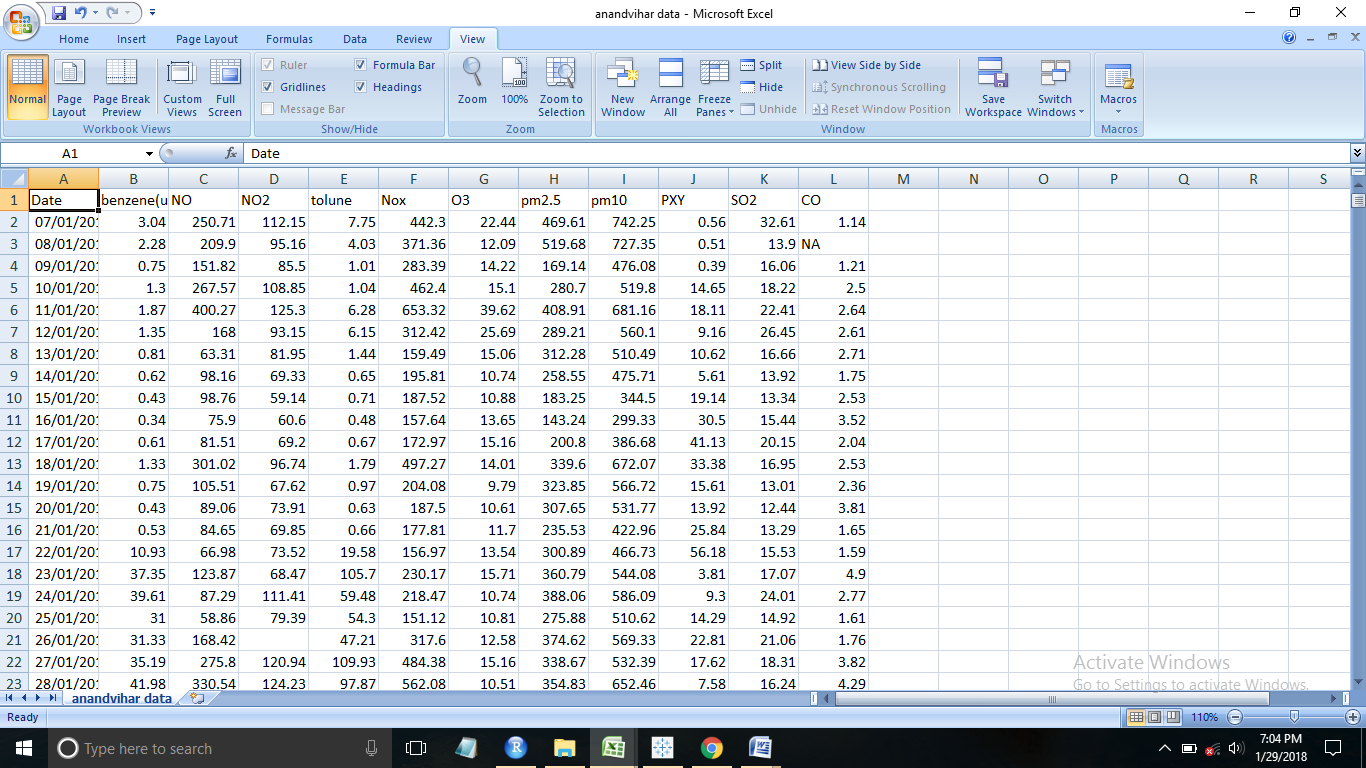 anandvihar data - Microsoft Excel
Home Insert Page Layout Formulas Data Review View
Normal Page Layout Page Break Preview Custom Views Full Screen
Workbook Views
Ruler Formula Bar
Gridlines Headings
Message Bar
Show/Hide
Zoom 100% Zoom to Selection
Zoom
New Window Arrange All Freeze Panes
Split View Side by Side
Hide Synchronous Scrolling
Unhide Reset Window Position
Window
Save Workspace Switch Windows
Macros
Macros
A1 fx Date
A B C D E F G H I J K L M N O P Q R S
1 Date benzene(u NO NO2 tolune Nox O3 pm2.5 pm10 PXY SO2 CO
2 07/01/201 3.04 250.71 112.15 7.75 442.3 22.44 469.61 742.25 0.56 32.61 1.14
3 08/01/201 2.28 209.9 95.16 4.03 371.36 12.09 519.68 727.35 0.51 13.9 NA
4 09/01/201 0.75 151.82 85.5 1.01 283.39 14.22 169.14 476.08 0.39 16.06 1.21
5 10/01/201 1.3 267.57 108.85 1.04 462.4 15.1 280.7 519.8 14.65 18.22 2.5
6 11/01/201 1.87 400.27 125.3 6.28 653.32 39.62 408.91 681.16 18.11 22.41 2.64
7 12/01/201 1.35 168 93.15 6.15 312.42 25.69 289.21 560.1 9.16 26.45 2.61
8 13/01/201 0.81 63.31 81.95 1.44 159.49 15.06 312.28 510.49 10.62 16.66 2.71
9 14/01/201 0.62 98.16 69.33 0.65 195.81 10.74 258.55 475.71 5.61 13.92 1.75
10 15/01/201 0.43 98.76 59.14 0.71 187.52 10.88 183.25 344.5 19.14 13.34 2.53
11 16/01/201 0.34 75.9 60.6 0.48 157.64 13.65 143.24 299.33 30.5 15.44 3.52
12 17/01/201 0.61 81.51 69.2 0.67 172.97 15.16 200.8 386.68 41.13 20.15 2.04
13 18/01/201 1.33 301.02 96.74 1.79 497.27 14.01 339.6 672.07 33.38 16.95 2.53
14 19/01/201 0.75 105.51 67.62 0.97 204.08 9.79 323.85 566.72 15.61 13.01 2.36
15 20/01/201 0.43 89.06 73.91 0.63 187.5 10.61 307.65 531.77 13.92 12.44 3.81
16 21/01/201 0.53 84.65 69.85 0.66 177.81 11.7 235.53 422.96 25.84 13.29 1.65
17 22/01/201 10.93 66.98 73.52 19.58 156.97 13.54 300.89 466.73 56.18 15.53 1.59
18 23/01/201 37.35 123.87 68.47 105.7 230.17 15.71 360.79 544.08 3.81 17.07 4.9
19 24/01/201 39.61 87.29 111.41 59.48 218.47 10.74 388.06 586.09 9.3 24.01 2.77
20 25/01/201 31 58.86 79.39 54.3 151.12 10.81 275.88 510.62 14.29 14.92 1.61
21 26/01/201 31.33 168.42 47.21 317.6 12.58 374.62 569.33 22.81 21.06 1.76
22 27/01/201 35.19 275.8 120.94 109.93 484.38 15.16 338.67 532.39 17.62 18.31 3.82
23 28/01/201 41.98 330.54 124.23 97.87 562.08 10.51 354.83 652.46 7.58 16.24 4.29
Activate Windows
Go to Settings to activate Windows.
anandvihar data
Ready 110%
Type here to search
7:04 PM
1/29/2018